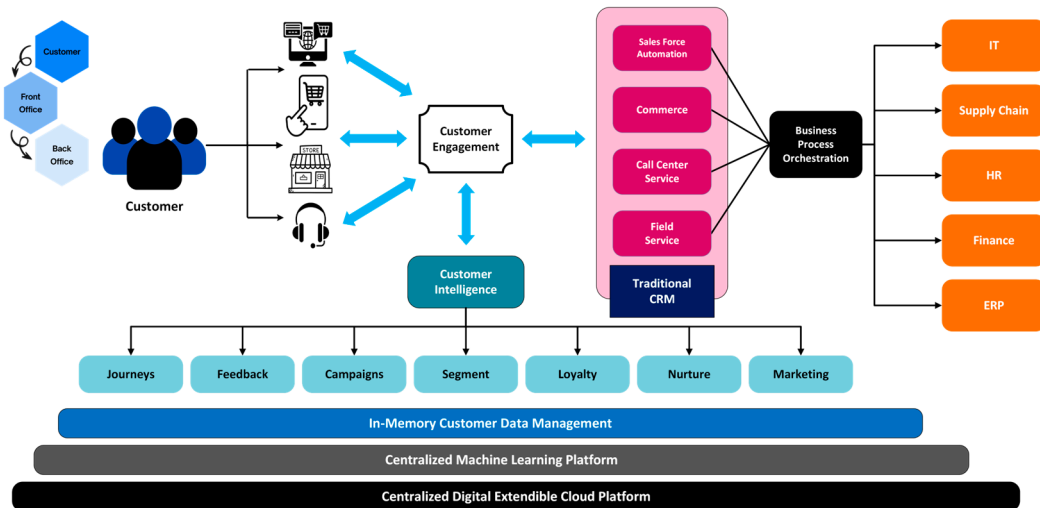 Customer
Front
Office
Back
Office
Customer
STORE
Customer
Engagement
Customer
Intelligence
Sales Force
Automation
Commerce
Call Center
Service
Field
Service
Traditional
CRM
Business
Process
Orchestration
IT
Supply Chain
HR
Finance
ERP
Journeys
Feedback
Campaigns
Segment
Loyalty
Nurture
Marketing
In-Memory Customer Data Management
Centralized Machine Learning Platform
Centralized Digital Extendible Cloud Platform